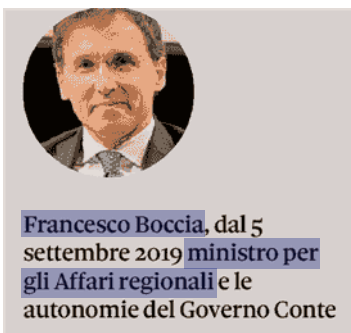 Francesco Boccia, dal 5
settembre 2019 ministro per
gli Affari regionali e le
autonomie del Governo Conte